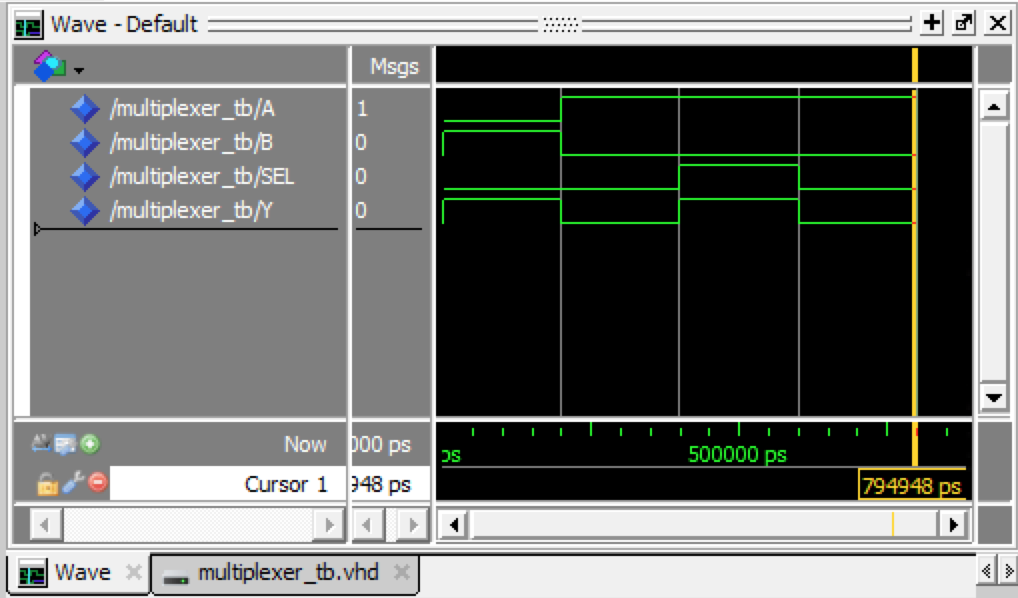 Wave - Default
Msgs
/multiplexer_tb/A 1
/multiplexer_tb/B 0
/multiplexer_tb/SEL 0
/multiplexer_tb/Y 0
Now 000 ps ps 500000 ps
Cursor 1 948 ps 794948 ps
Wave multiplexer_tb.vhd